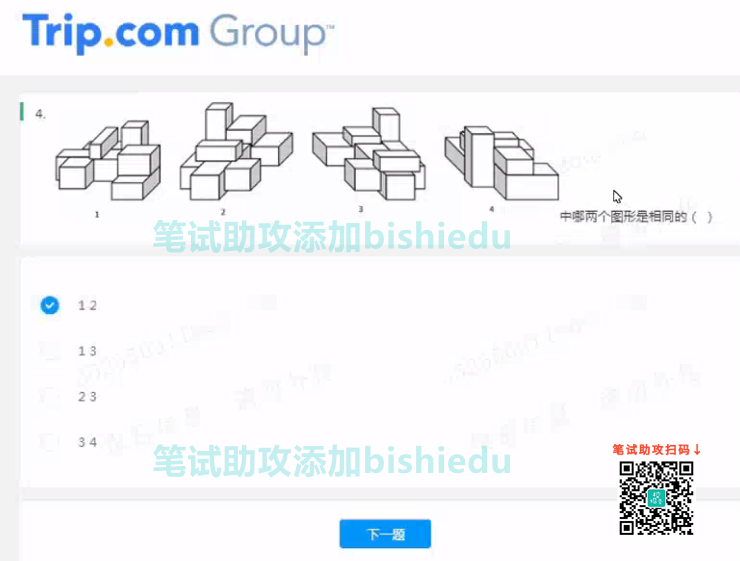 Trip.com Group™
4.
1
2
3
4
中哪两个图形是相同的（ ）
笔试助攻添加bishiedu
1 2
1 3
2 3
3 4
笔试助攻添加bishiedu
笔试助攻扫码↓
下一题